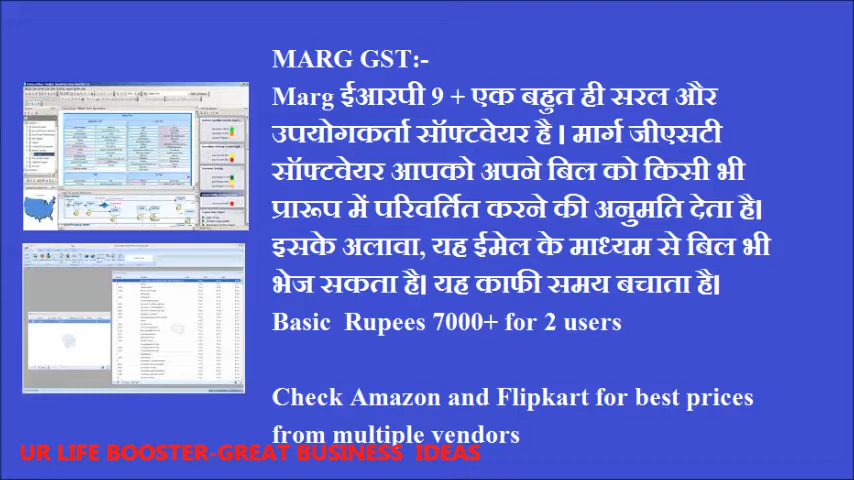 MARG GST:-
Marg ईआरपी 9 + एक बहुत ही सरल और
उपयोगकर्ता सॉफ्टवेयर है । मार्ग जीएसटी
सॉफ्टवेयर आपको अपने बिल को किसी भी
प्रारूप में परिवर्तित करने की अनुमति देता है।
इसके अलावा, यह ईमेल के माध्यम से बिल भी
भेज सकता है। यह काफी समय बचाता है।
Basic Rupees 7000+ for 2 users
Check Amazon and Flipkart for best prices
from multiple vendors
UR LIFE BOOSTER-GREAT BUSINESS IDEAS